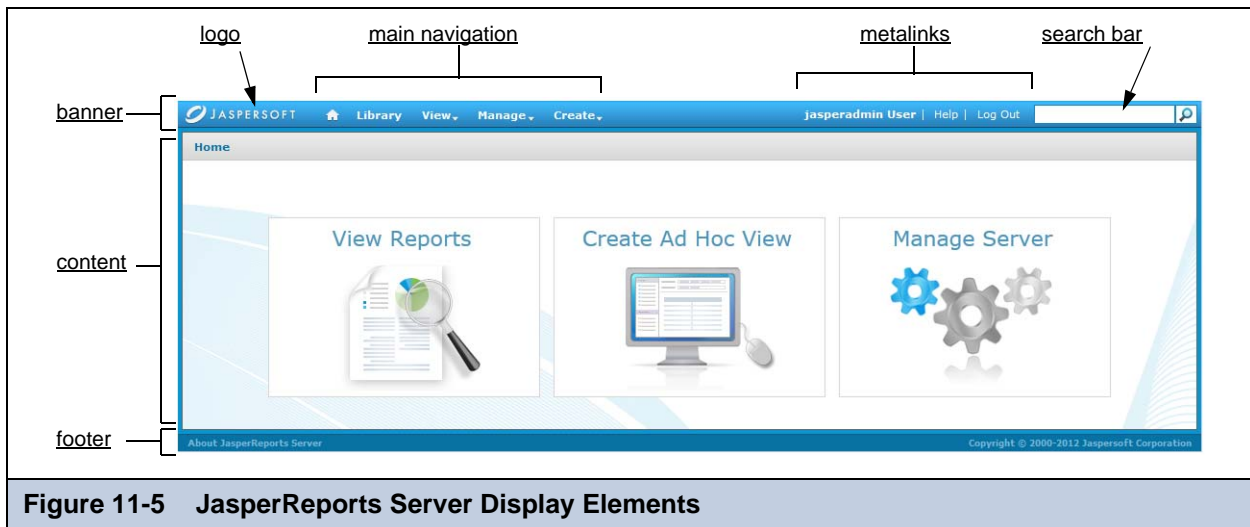 logo main navigation metalinks search bar
banner
JASPERSOFT Library View Manage Create jasperadmin User | Help | Log Out
Home
content
View Reports Create Ad Hoc View Manage Server
footer
About JasperReports Server Copyright © 2000-2012 Jaspersoft Corporation
Figure 11-5 JasperReports Server Display Elements